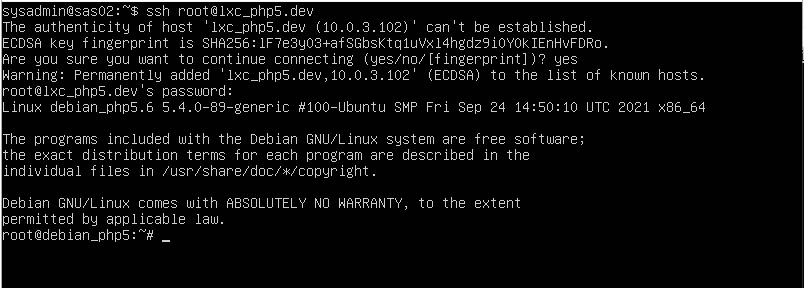 sysadmin@sas02:~$ ssh root@lxc_php5.dev
The authenticity of host 'lxc_php5.dev (10.0.3.102)' can't be established.
ECDSA key fingerprint is SHA256:lF7e3y03+afSGbsKtq1uVxl4hgdz9i0Y0kIEnHvFDRo.
Are you sure you want to continue connecting (yes/no/[fingerprint])? yes
Warning: Permanently added 'lxc_php5.dev,10.0.3.102' (ECDSA) to the list of known hosts.
root@lxc_php5.dev's password:
Linux debian_php5.6 5.4.0-89-generic #100-Ubuntu SMP Fri Sep 24 14:50:10 UTC 2021 x86_64

The programs included with the Debian GNU/Linux system are free software;
the exact distribution terms for each program are described in the
individual files in /usr/share/doc/*/copyright.

Debian GNU/Linux comes with ABSOLUTELY NO WARRANTY, to the extent
permitted by applicable law.
root@debian_php5:~# _